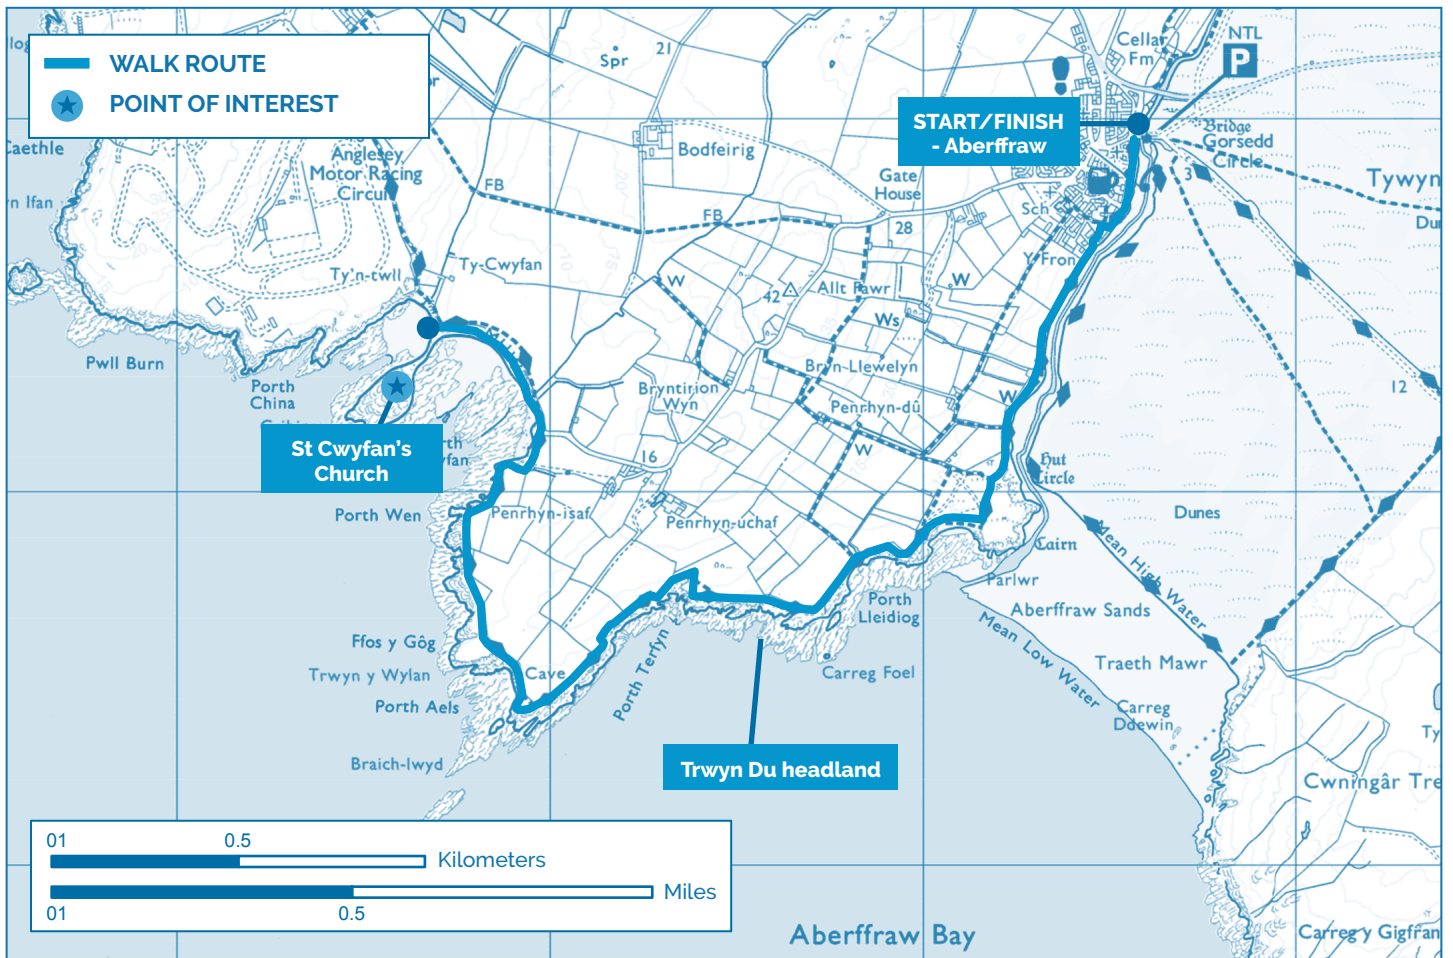 WALK ROUTE
POINT OF INTEREST
START/FINISH
- Aberffraw
St Cwyfan's
Church
Trwyn Du headland
Cellar
Fm
NTL
P
Bridge
Gorsedd
Circle
3
Tywyn
Spr
21
Bodfeirig
Caethle
Anglesey
Motor Racing
Circuit
FB
FB
Gate
House
28
Sch
Y Fron
Ty'n-twll
Ty-Cwyfan
W
42
Allt Fawr
W
Ws
Pwll Burn
Porth
China
Bryn-Llewelyn
Bryntirion
Wyn
Penrhyn-dû
W
12
16
W
Hut
Circle
Porth Wen
Penrhyn-isaf
Penrhyn-uchaf
Dunes
Cairn
Mean High Water
Parlwr
Porth
Lleidiog
Aberffraw Sands
Mean Low Water
Ffos y Gôg
Trwyn y Wylan
Cave
Porth Terfyn
Carreg Foel
Traeth Mawr
Porth Aels
Carreg
Ddewin
Braich-lwyd
Cwningâr Tre
01
0.5
Kilometers
Miles
01
0.5
Aberffraw Bay
Carreg y Gigfran